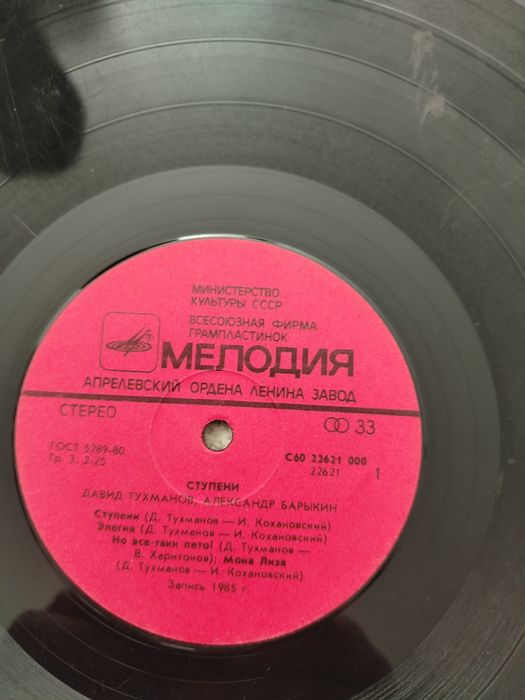 МИНИСТЕРСТВО
КУЛЬТУРЫ СССР
ВСЕСОЮЗНАЯ ФИРМА
ГРАМПЛАСТИНОК
МЕЛОДИЯ
АПРЕЛЕВСКИЙ ОРДЕНА ЛЕНИНА ЗАВОД
СТЕРЕО 33
ГОСТ 5289-80 С60 22621 000
Гр. 3. 2-25 22621 1
СТУПЕНИ
ДАВИД ТУХМАНОВ, АЛЕКСАНДР БАРЫКИН
Ступени (Д. Тухманов — И. Кохановский)
Элегия (Д. Тухманов — И. Кохановский)
Но все-таки лето! (Д. Тухманов —
В. Харитонов); Мона Лиза
(Д. Тухманов — И. Кохановский)
Запись 1985 г.